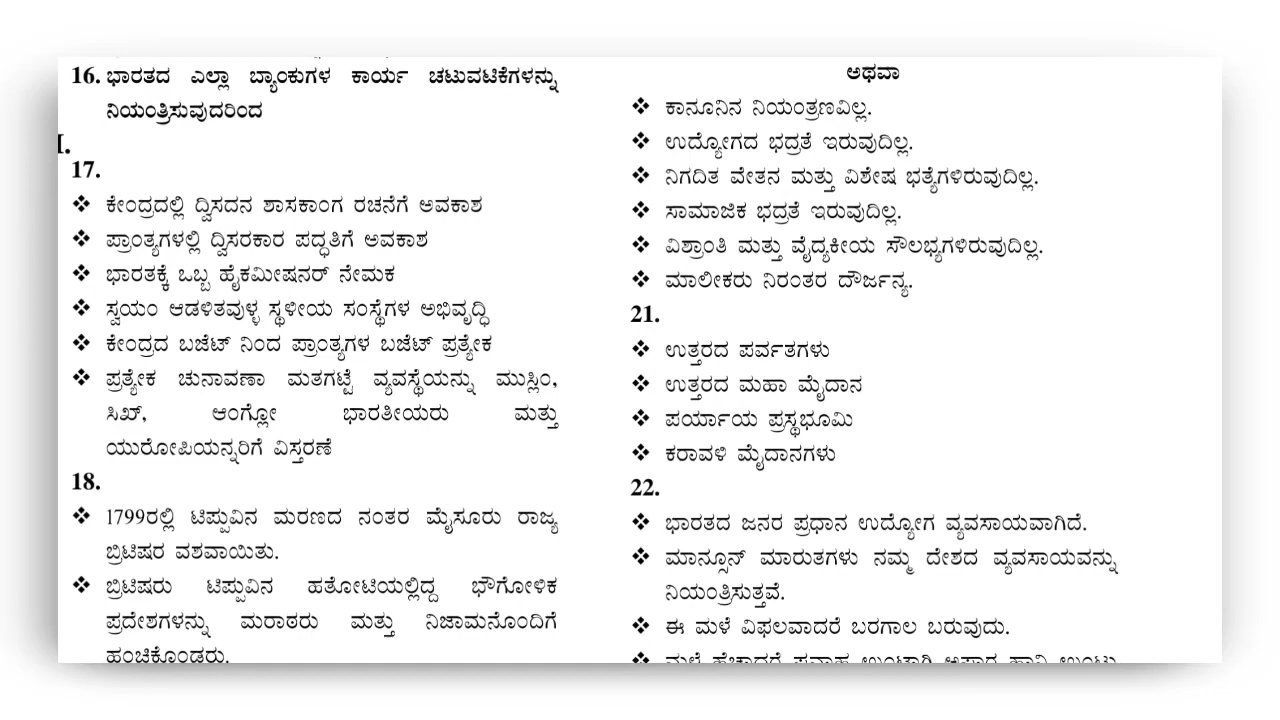 16. ಭಾರತದ ಎಲ್ಲಾ ಬ್ಯಾಂಕುಗಳ ಕಾರ್ಯ ಚಟುವಟಿಕೆಗಳನ್ನು
ನಿಯಂತ್ರಿಸುವುದರಿಂದ
I.
17.
❖ ಕೇಂದ್ರದಲ್ಲಿ ದ್ವಿಸದನ ಶಾಸಕಾಂಗ ರಚನೆಗೆ ಅವಕಾಶ
❖ ಪ್ರಾಂತ್ಯಗಳಲ್ಲಿ ದ್ವಿಸರಕಾರ ಪದ್ಧತಿಗೆ ಅವಕಾಶ
❖ ಭಾರತಕ್ಕೆ ಒಬ್ಬ ಹೈಕಮೀಷನರ್ ನೇಮಕ
❖ ಸ್ವಯಂ ಆಡಳಿತವುಳ್ಳ ಸ್ಥಳೀಯ ಸಂಸ್ಥೆಗಳ ಅಭಿವೃದ್ಧಿ
❖ ಕೇಂದ್ರದ ಬಜೆಟ್ ನಿಂದ ಪ್ರಾಂತ್ಯಗಳ ಬಜೆಟ್ ಪ್ರತ್ಯೇಕ
❖ ಪ್ರತ್ಯೇಕ ಚುನಾವಣಾ ಮತಗಟ್ಟೆ ವ್ಯವಸ್ಥೆಯನ್ನು ಮುಸ್ಲಿಂ,
ಸಿಖ್, ಆಂಗ್ಲೋ ಭಾರತೀಯರು ಮತ್ತು
ಯುರೋಪಿಯನ್ನರಿಗೆ ವಿಸ್ತರಣೆ
18.
❖ 1799ರಲ್ಲಿ ಟಿಪ್ಪುವಿನ ಮರಣದ ನಂತರ ಮೈಸೂರು ರಾಜ್ಯ
ಬ್ರಿಟಿಷರ ವಶವಾಯಿತು.
❖ ಬ್ರಿಟಿಷರು ಟಿಪ್ಪುವಿನ ಹತೋಟಿಯಲ್ಲಿದ್ದ ಭೌಗೋಳಿಕ
ಪ್ರದೇಶಗಳನ್ನು ಮರಾಠರು ಮತ್ತು ನಿಜಾಮನೊಂದಿಗೆ
ಹಂಚಿಕೊಂಡರು.
ಅಥವಾ
❖ ಕಾನೂನಿನ ನಿಯಂತ್ರಣವಿಲ್ಲ.
❖ ಉದ್ಯೋಗದ ಭದ್ರತೆ ಇರುವುದಿಲ್ಲ.
❖ ನಿಗದಿತ ವೇತನ ಮತ್ತು ವಿಶೇಷ ಭತ್ಯೆಗಳಿರುವುದಿಲ್ಲ.
❖ ಸಾಮಾಜಿಕ ಭದ್ರತೆ ಇರುವುದಿಲ್ಲ.
❖ ವಿಶ್ರಾಂತಿ ಮತ್ತು ವೈದ್ಯಕೀಯ ಸೌಲಭ್ಯಗಳಿರುವುದಿಲ್ಲ.
❖ ಮಾಲೀಕರು ನಿರಂತರ ದೌರ್ಜನ್ಯ.
21.
❖ ಉತ್ತರದ ಪರ್ವತಗಳು
❖ ಉತ್ತರದ ಮಹಾ ಮೈದಾನ
❖ ಪರ್ಯಾಯ ಪ್ರಸ್ಥಭೂಮಿ
❖ ಕರಾವಳಿ ಮೈದಾನಗಳು
22.
❖ ಭಾರತದ ಜನರ ಪ್ರಧಾನ ಉದ್ಯೋಗ ವ್ಯವಸಾಯವಾಗಿದೆ.
❖ ಮಾನ್ಸೂನ್ ಮಾರುತಗಳು ನಮ್ಮ ದೇಶದ ವ್ಯವಸಾಯವನ್ನು
ನಿಯಂತ್ರಿಸುತ್ತವೆ.
❖ ಈ ಮಳೆ ವಿಫಲವಾದರೆ ಬರಗಾಲ ಬರುವುದು.
❖ ಮಳೆ ಹೆಚ್ಚಾದರೆ ಪ್ರವಾಹ ಉಂಟಾಗಿ ಅಪಾರ ಹಾನಿ ಉಂಟು